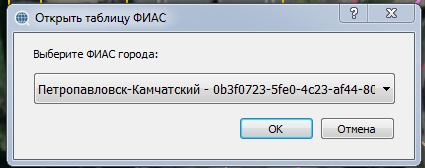 Открыть таблицу ФИАС
Выберите ФИАС города:
Петропавловск-Камчатский - 0b3f0723-5fe0-4c23-af44-80
OK
Отмена